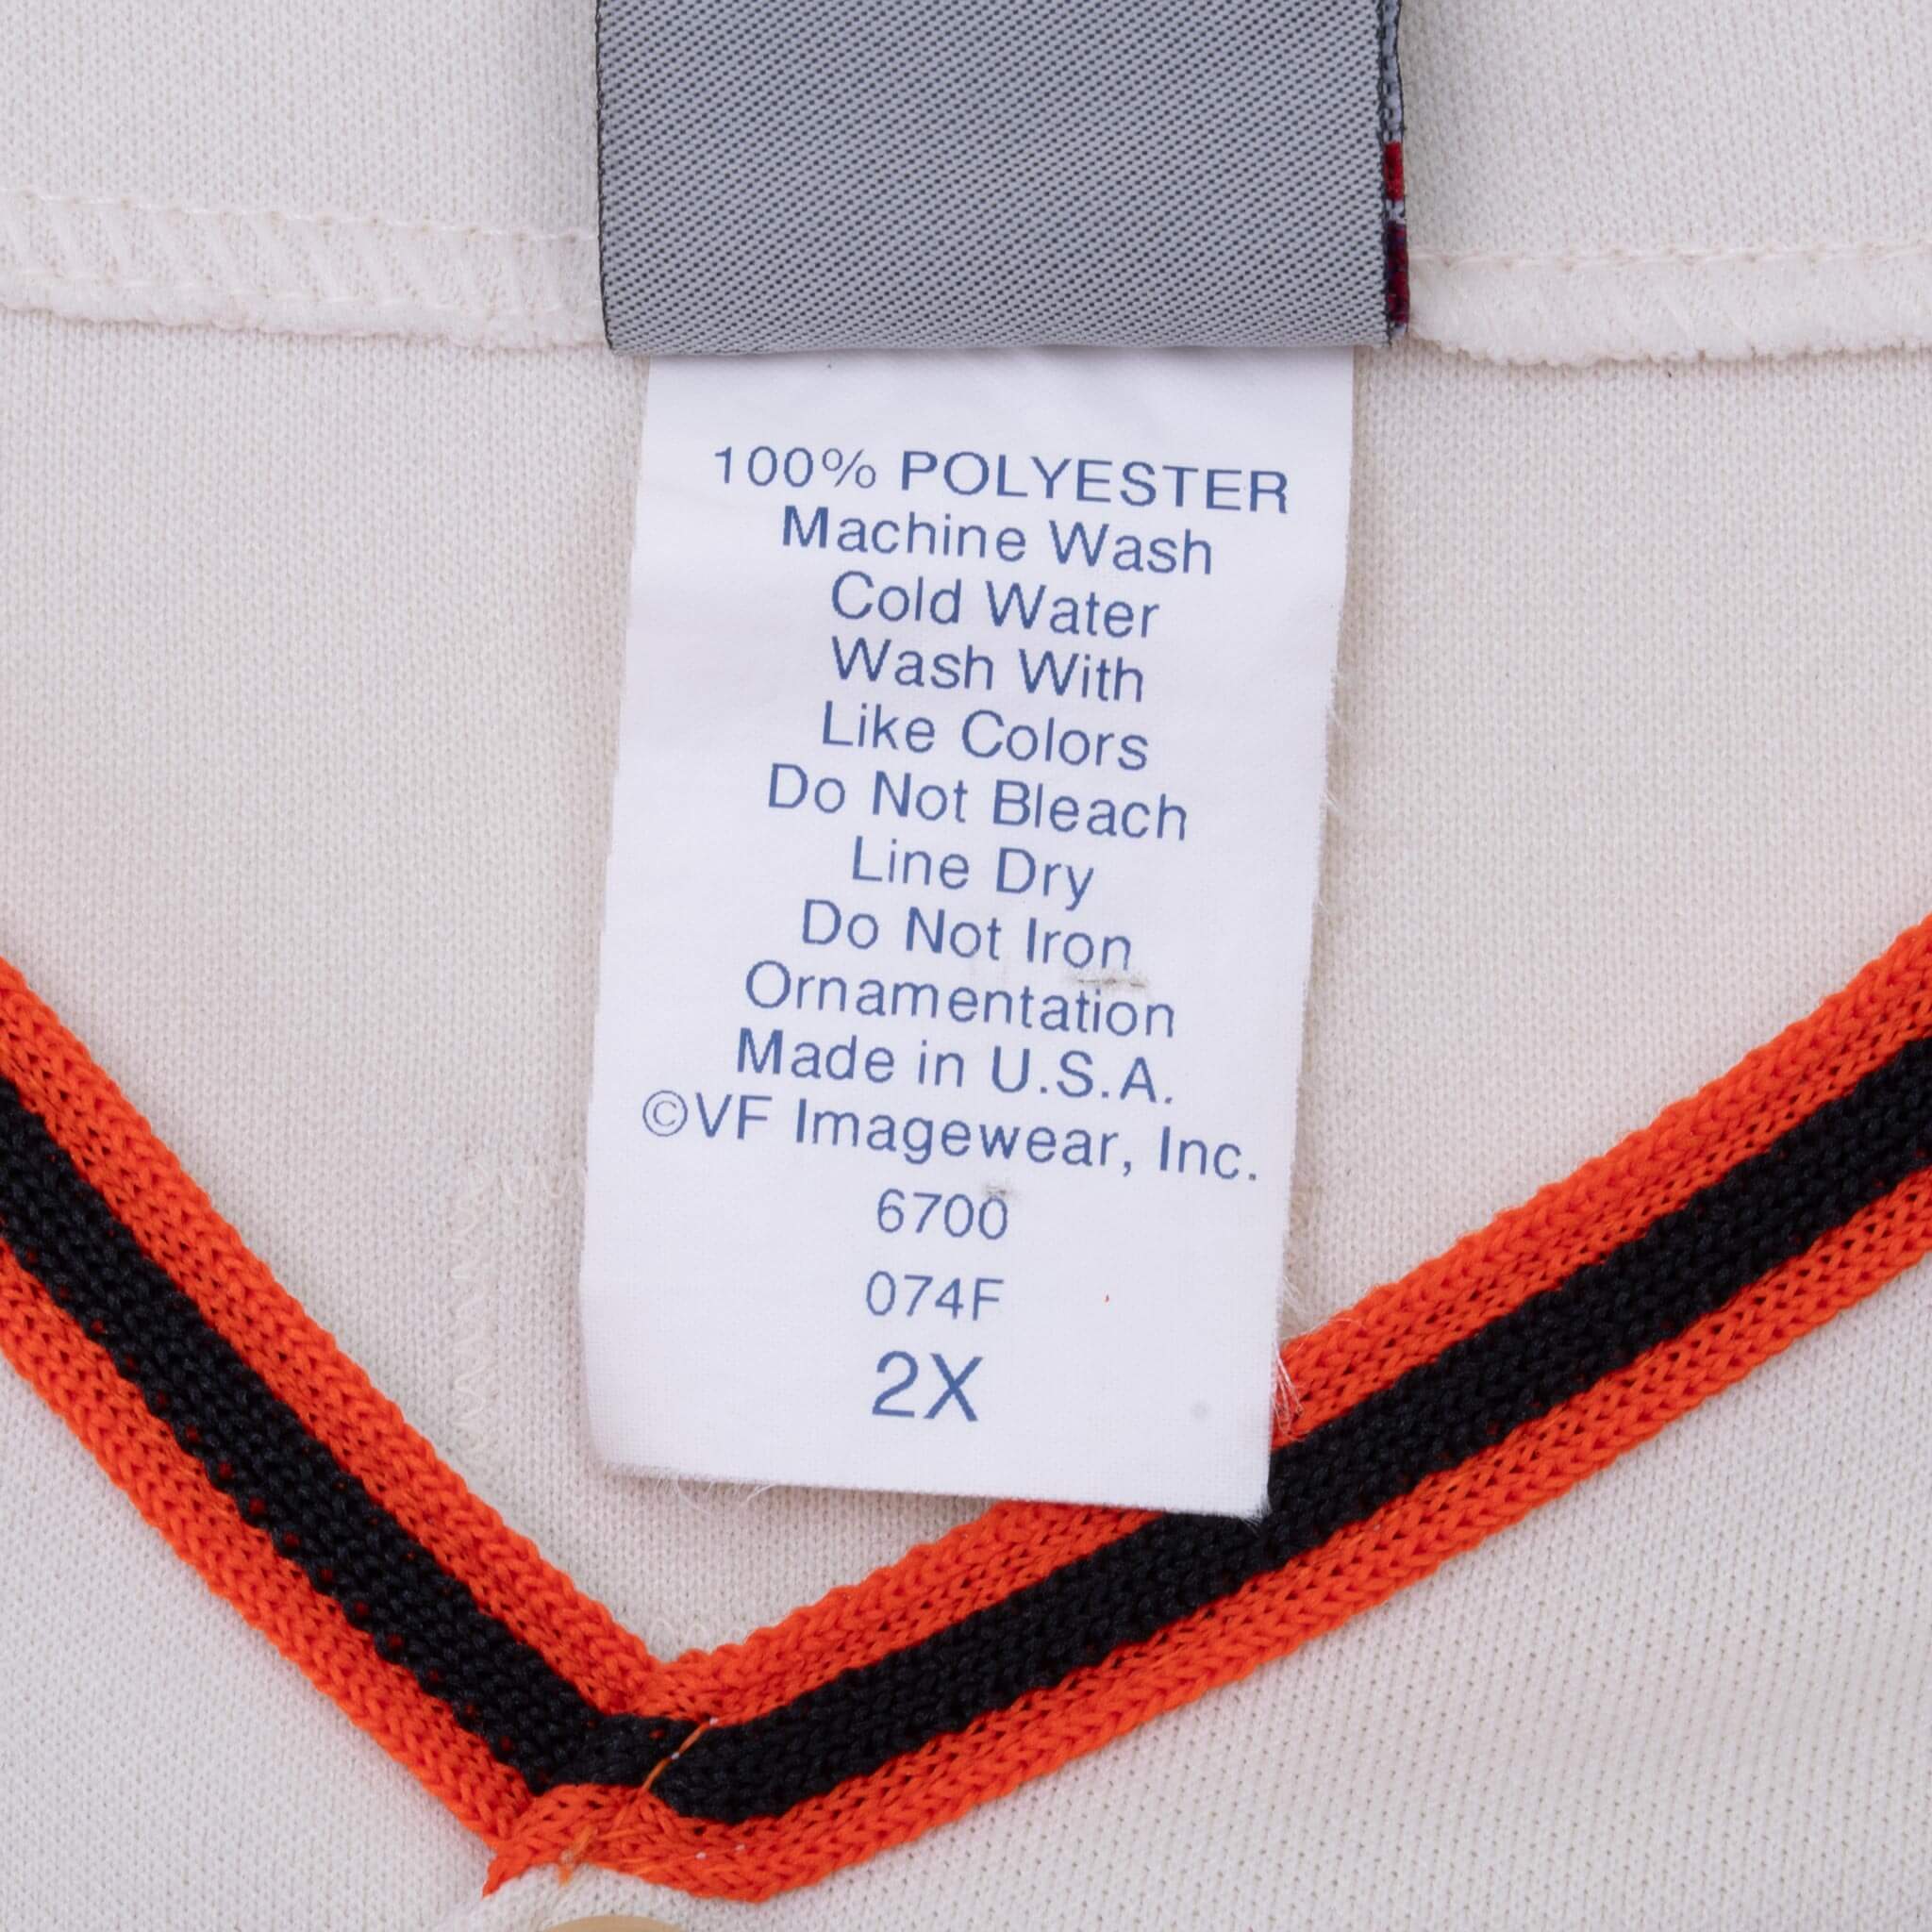 100% POLYESTER
Machine Wash
Cold Water
Wash With
Like Colors
Do Not Bleach
Line Dry
Do Not Iron
Ornamentation
Made in U.S.A.
©VF Imagewear, Inc.
6700
074F
2X